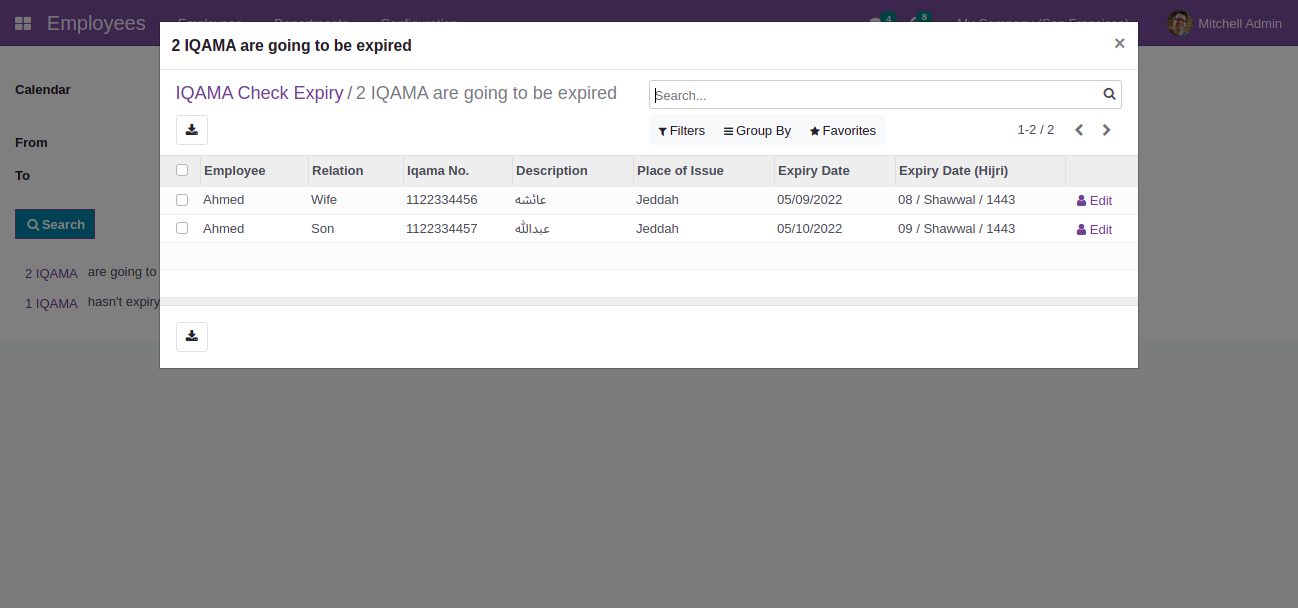 Employees Employees Departments Configuration 4 8 My Company (San Francisco) Mitchell Admin
2 IQAMA are going to be expired ×
Calendar
From
To
Search
2 IQAMA are going to
1 IQAMA hasn't expiry
IQAMA Check Expiry / 2 IQAMA are going to be expired
Search...
Filters Group By Favorites 1-2 / 2
Employee Relation Iqama No. Description Place of Issue Expiry Date Expiry Date (Hijri)
Ahmed Wife 1122334456 عائشه Jeddah 05/09/2022 08 / Shawwal / 1443 Edit
Ahmed Son 1122334457 عبدالله Jeddah 05/10/2022 09 / Shawwal / 1443 Edit